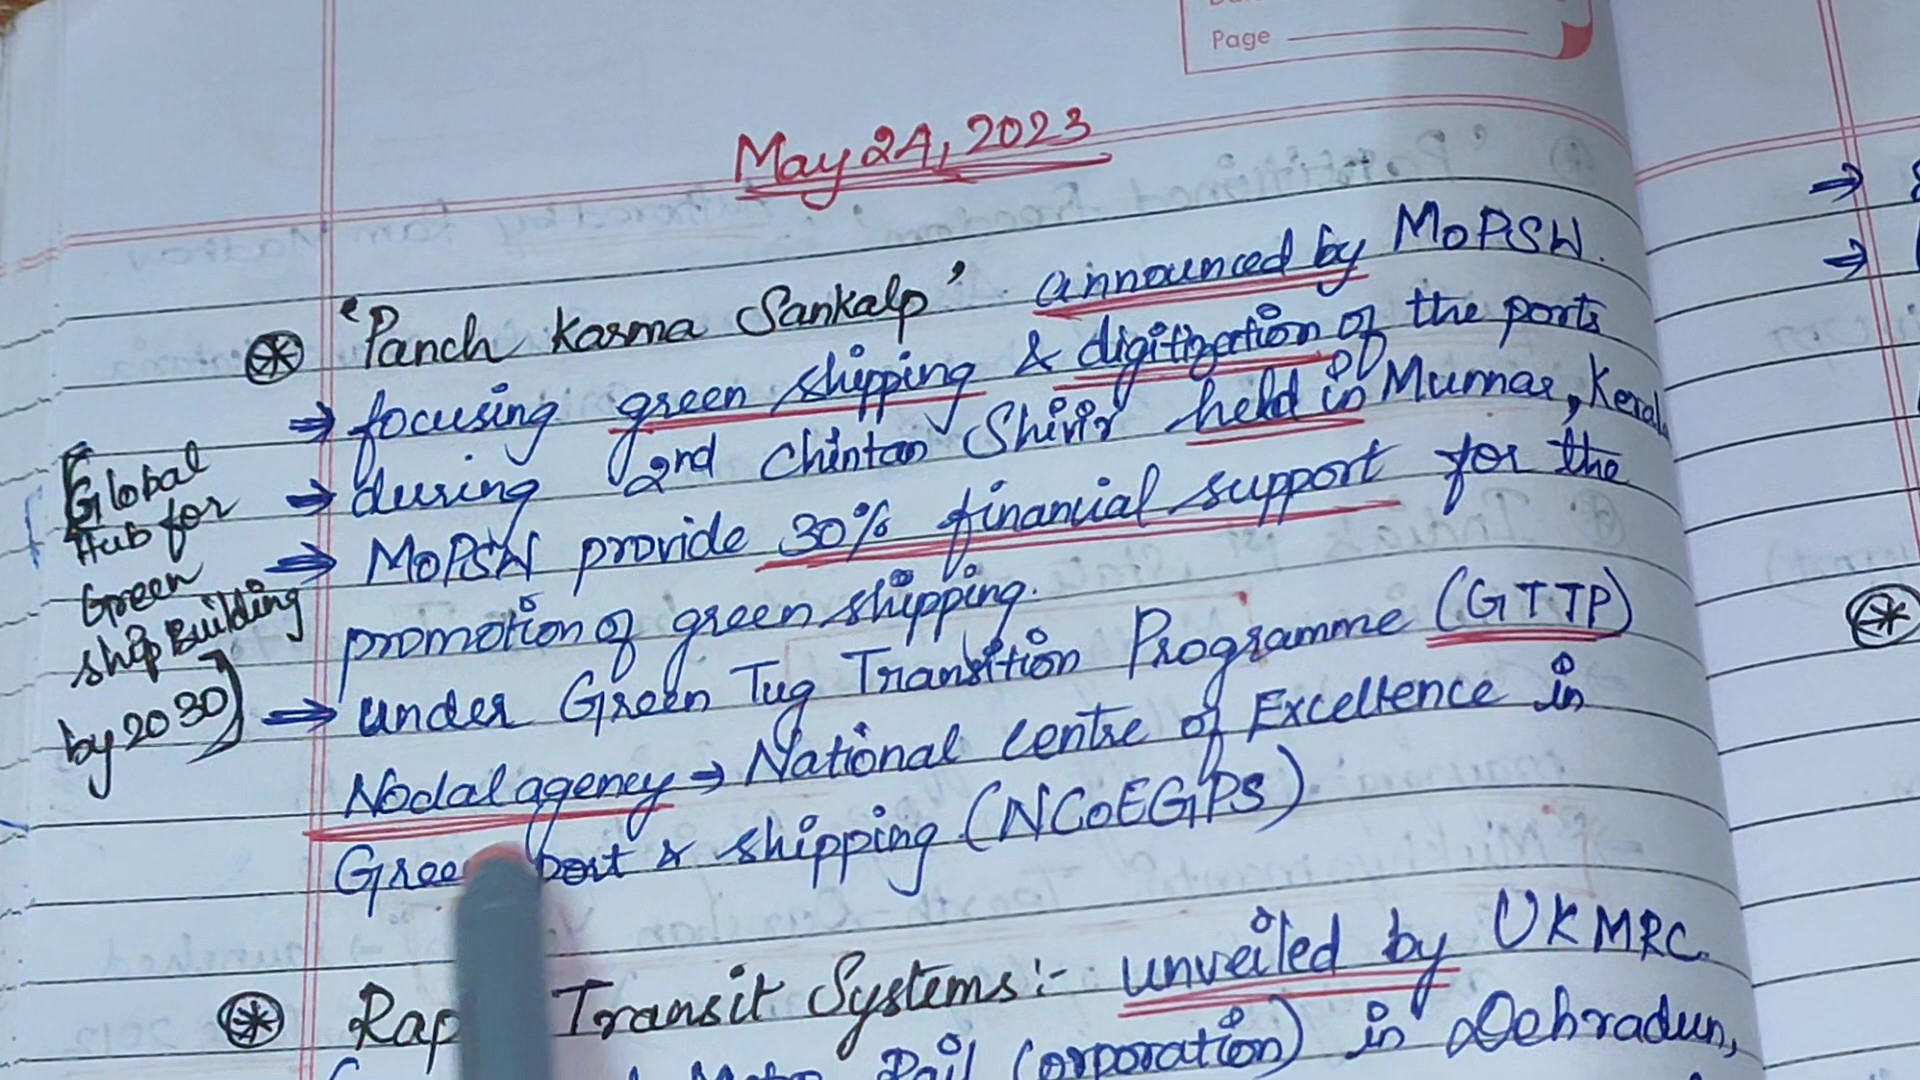 Page
May 24, 2023
'Panch Karma Sankalp' announced by MoPSW.
→ focusing green shipping & digitization of the ports
→ during 2nd Chintan Shivir held in Munnar, Kerala
→ MoPSW provide 30% financial support for the
promotion of green shipping.
→ under Green Tug Transition Programme (GTTP)
Nodal agency → National Centre of Excellence in
Green port & shipping (NCoEGPS)
[Global
Hub for
Green
Ship Building
by 2030]
Transit Systems:- unveiled by UKMRC.
Rail Corporation) in Dehradun,